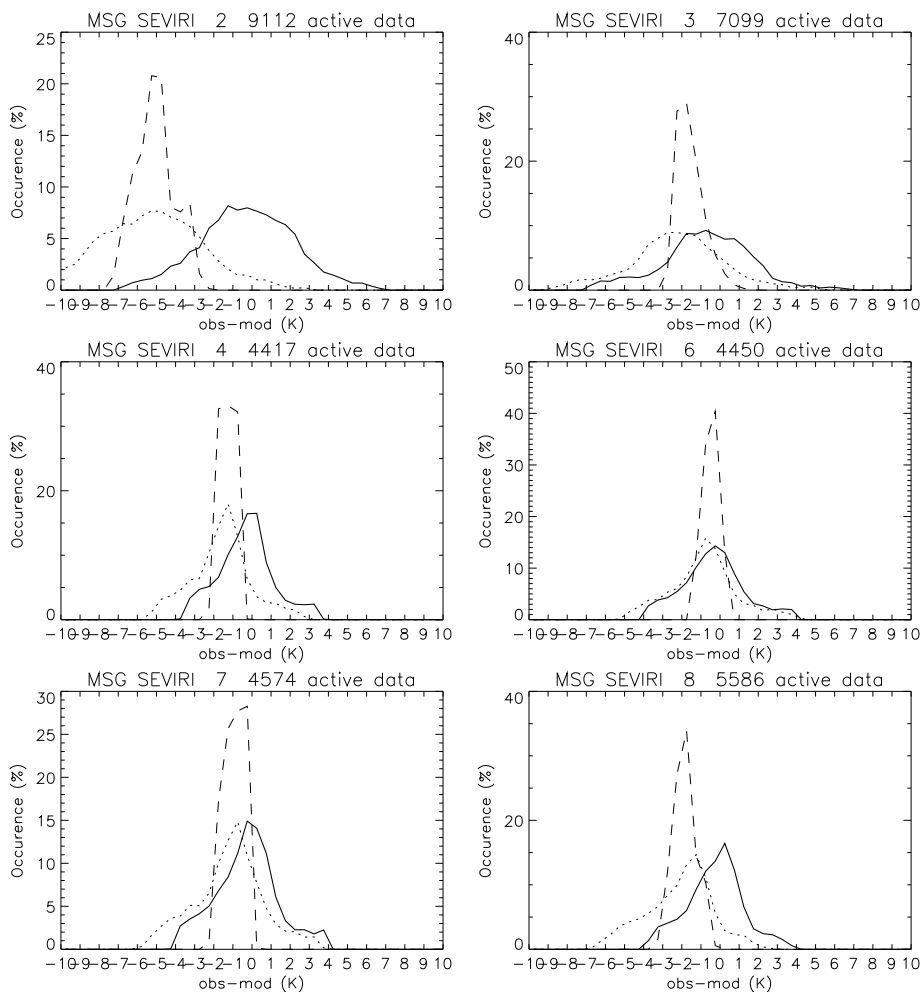 MSG SEVIRI 2 9112 active data
25
20
15
10
5
0
Occurence (%)
-10-9-8-7-6-5-4-3-2-1 0 1 2 3 4 5 6 7 8 9 10
obs-mod (K)
MSG SEVIRI 3 7099 active data
40
20
0
Occurence (%)
-10-9-8-7-6-5-4-3-2-1 0 1 2 3 4 5 6 7 8 9 10
obs-mod (K)
MSG SEVIRI 4 4417 active data
40
20
0
Occurence (%)
-10-9-8-7-6-5-4-3-2-1 0 1 2 3 4 5 6 7 8 9 10
obs-mod (K)
MSG SEVIRI 6 4450 active data
50
40
30
20
10
0
Occurence (%)
-10-9-8-7-6-5-4-3-2-1 0 1 2 3 4 5 6 7 8 9 10
obs-mod (K)
MSG SEVIRI 7 4574 active data
30
25
20
15
10
5
0
Occurence (%)
-10-9-8-7-6-5-4-3-2-1 0 1 2 3 4 5 6 7 8 9 10
obs-mod (K)
MSG SEVIRI 8 5586 active data
40
20
0
Occurence (%)
-10-9-8-7-6-5-4-3-2-1 0 1 2 3 4 5 6 7 8 9 10
obs-mod (K)